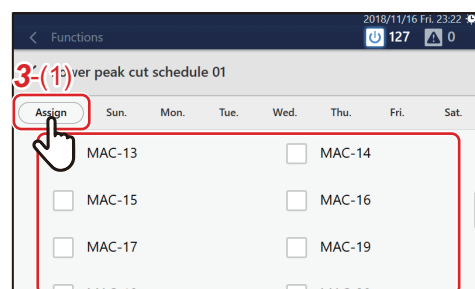 2018/11/16 Fri. 23:22
< Functions
127 0
3-(1)
wer peak cut schedule 01
Assign Sun. Mon. Tue. Wed. Thu. Fri. Sat.
MAC-13 MAC-14
MAC-15 MAC-16
MAC-17 MAC-19